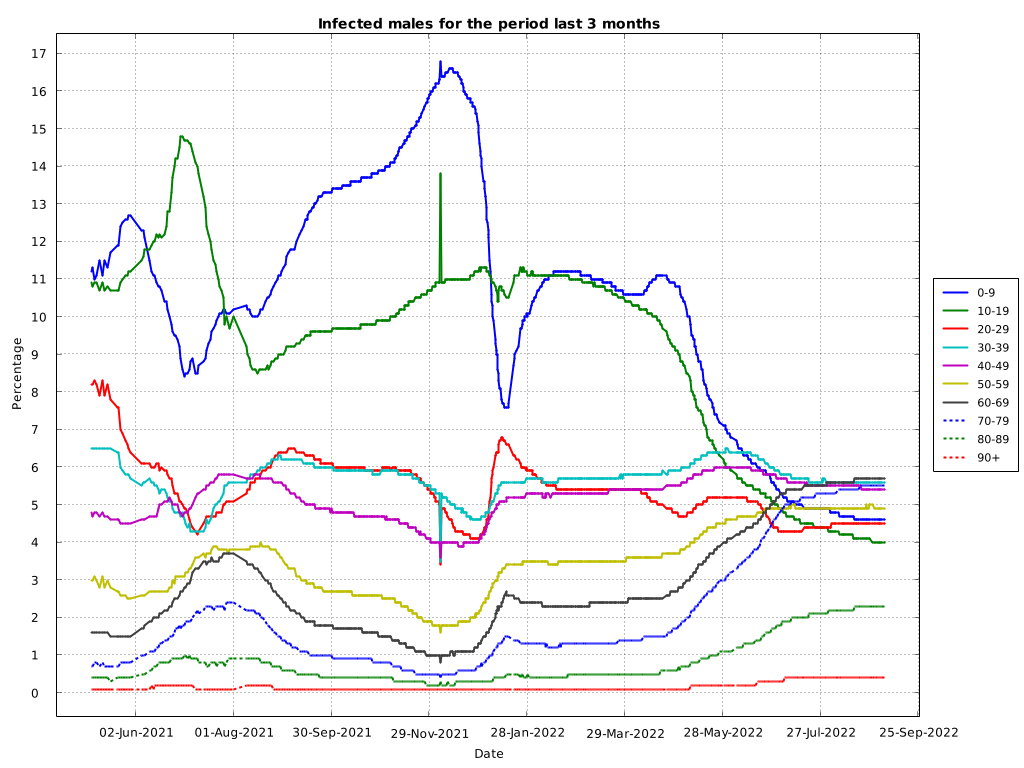 Infected males for the period last 3 months
17
16
15
14
13
12
11
10
9
8
7
6
5
4
3
2
1
0
Percentage
02-Jun-2021
01-Aug-2021
30-Sep-2021
29-Nov-2021
28-Jan-2022
29-Mar-2022
28-May-2022
27-Jul-2022
25-Sep-2022
Date
0-9
10-19
20-29
30-39
40-49
50-59
60-69
70-79
80-89
90+